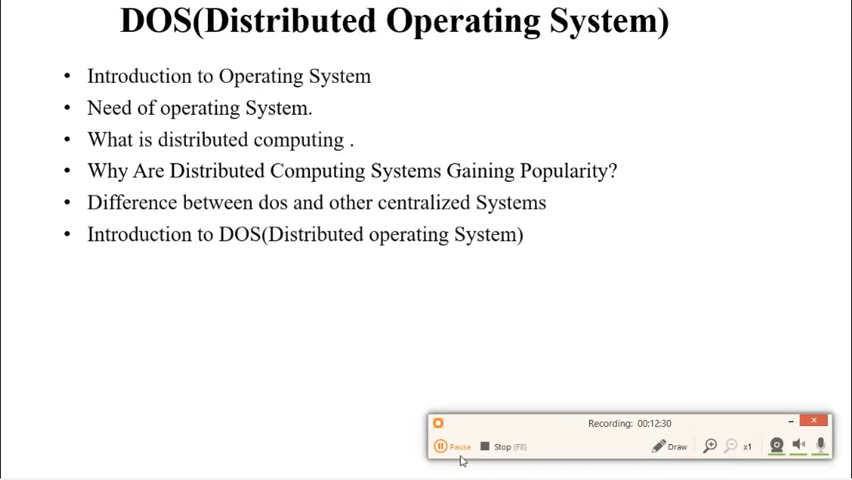 DOS(Distributed Operating System)
• Introduction to Operating System
• Need of operating System.
• What is distributed computing .
• Why Are Distributed Computing Systems Gaining Popularity?
• Difference between dos and other centralized Systems
• Introduction to DOS(Distributed operating System)
Recording: 00:12:30
Pause Stop (F8) Draw x1